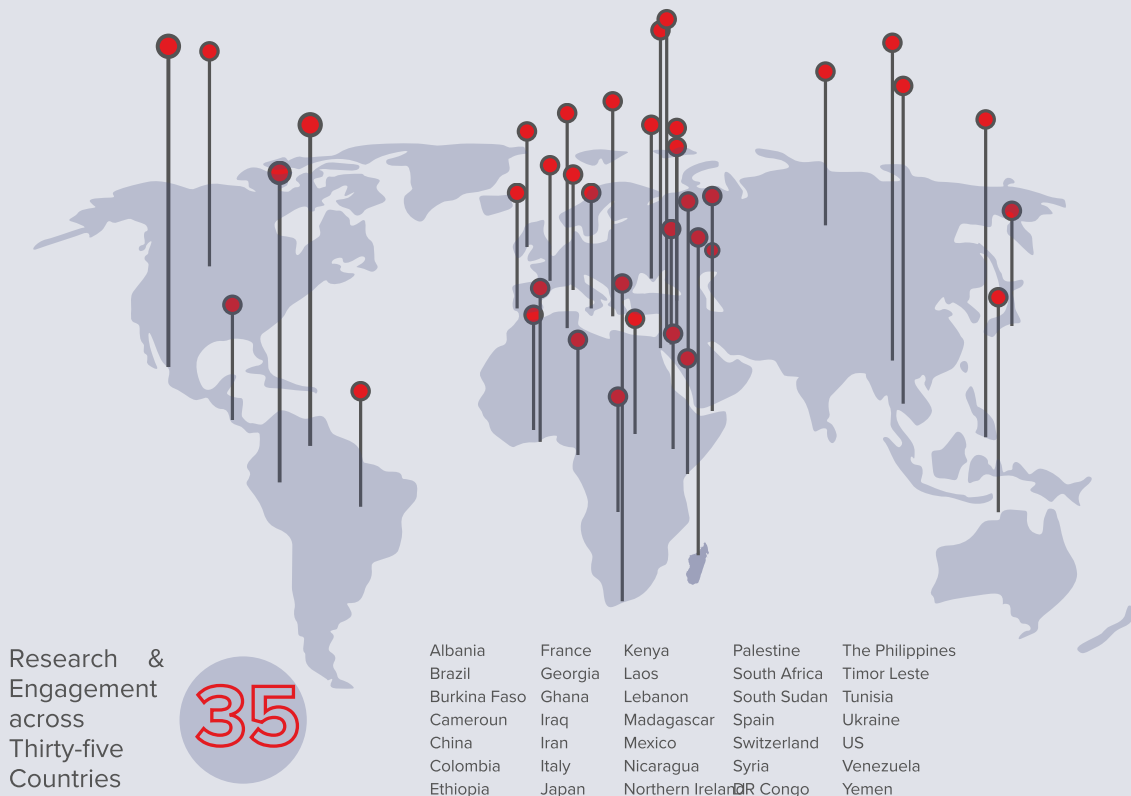 Research &
Engagement
across
Thirty-five
Countries
35
Albania
Brazil
Burkina Faso
Cameroun
China
Colombia
Ethiopia
France
Georgia
Ghana
Iraq
Iran
Italy
Japan
Kenya
Laos
Lebanon
Madagascar
Mexico
Nicaragua
Northern Ireland
Palestine
South Africa
South Sudan
Spain
Switzerland
Syria
DR Congo
The Philippines
Timor Leste
Tunisia
Ukraine
US
Venezuela
Yemen